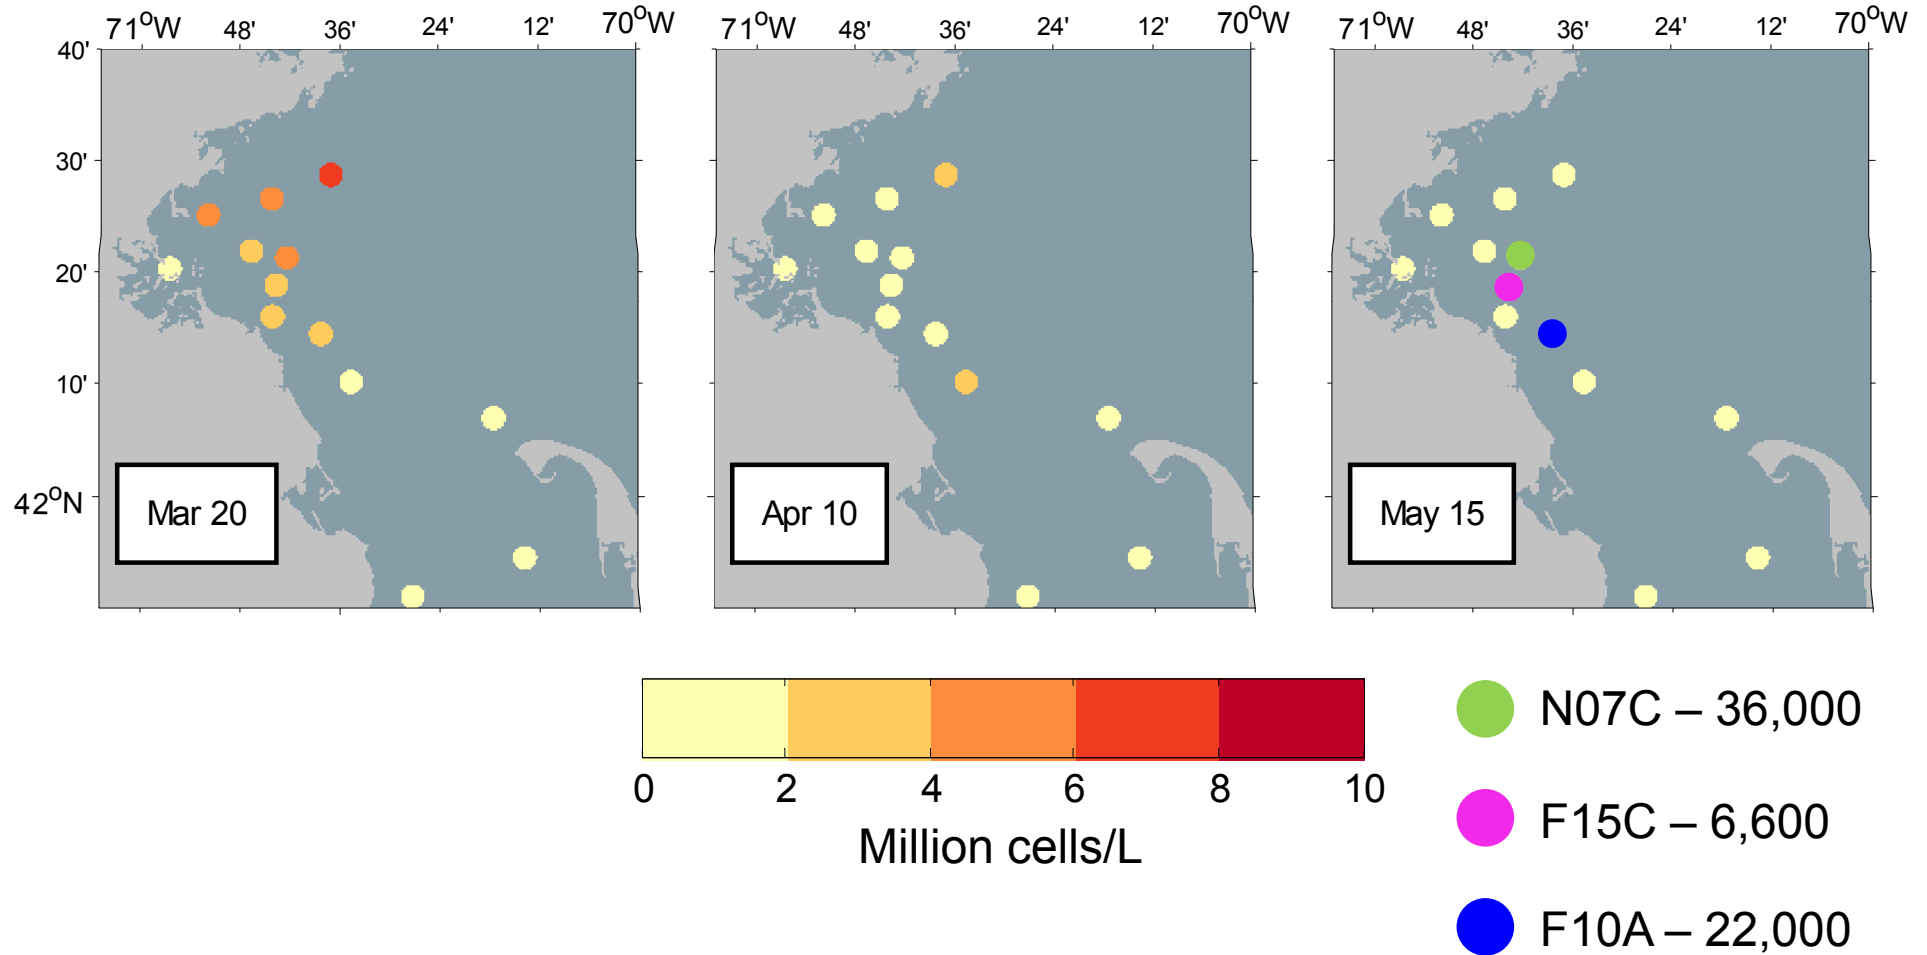 71°W 48' 36' 24' 12' 70°W
71°W 48' 36' 24' 12' 70°W
71°W 48' 36' 24' 12' 70°W
40'
30'
20'
10'
42°N
Mar 20
Apr 10
May 15
0 2 4 6 8 10
Million cells/L
N07C – 36,000
F15C – 6,600
F10A – 22,000